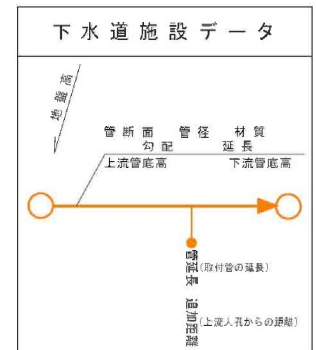 下水道施設データ
地盤高
管断面 管径 材質
勾配 延長
上流管底高 下流管底高
管延長 (取付管の延長)
追加距離 (上流人孔からの距離)